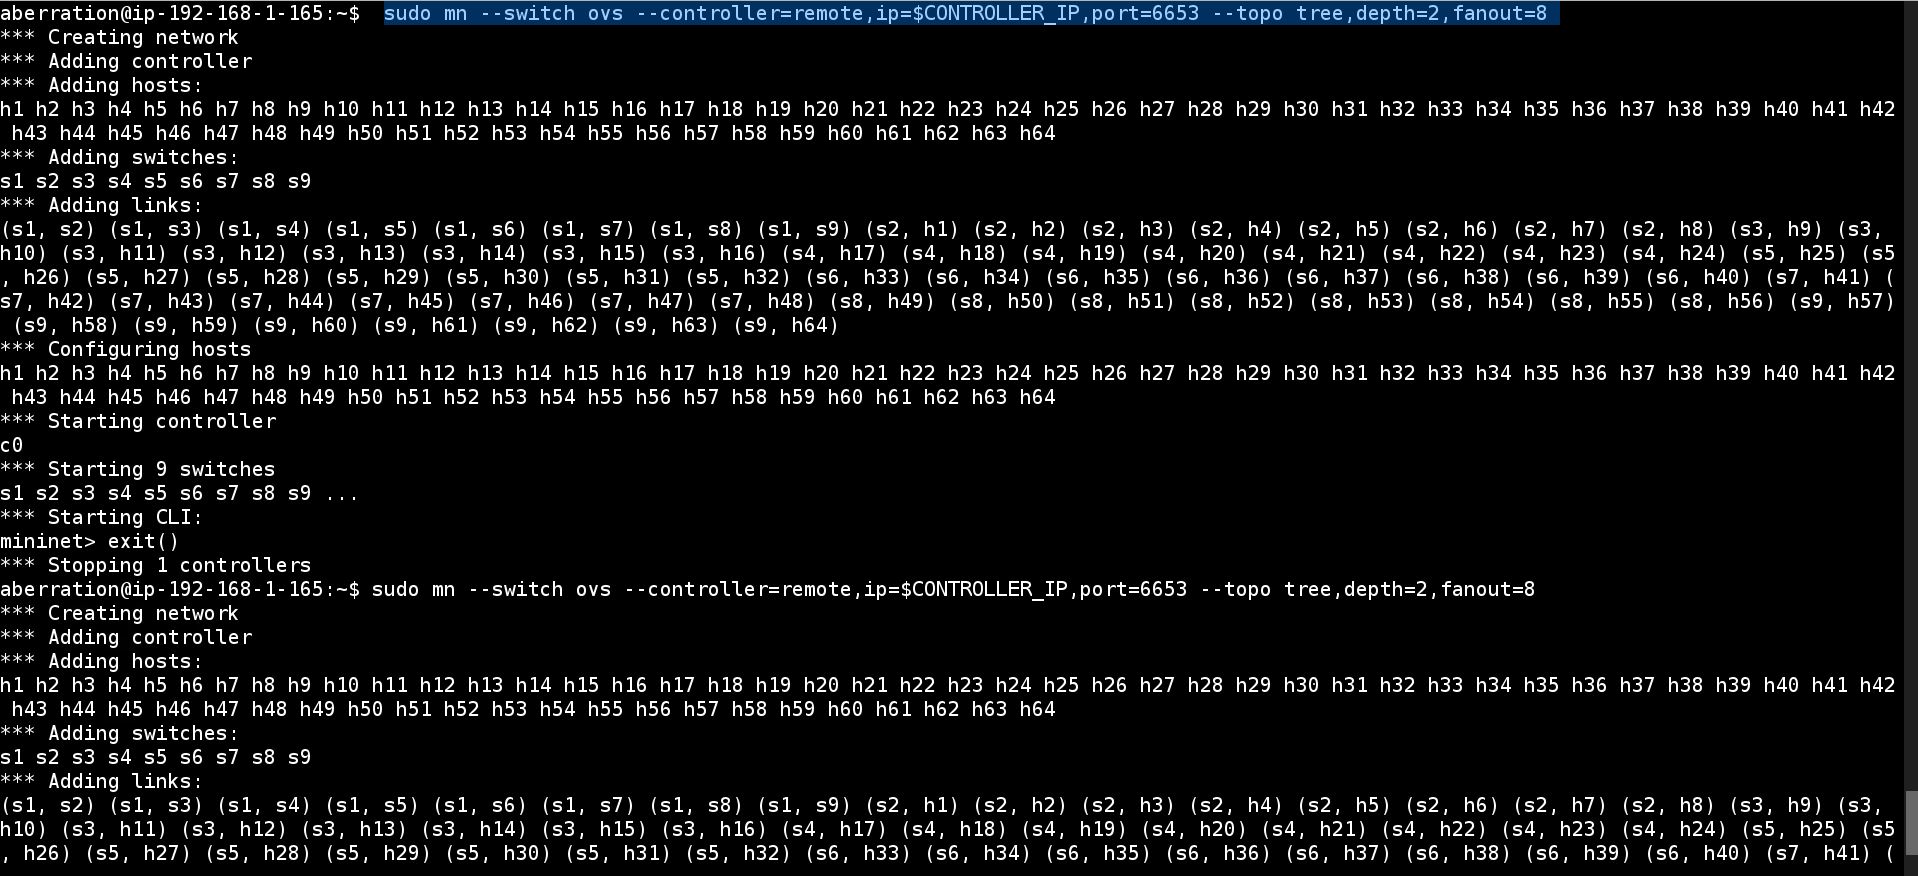 aberration@ip-192-168-1-165:~$  sudo mn --switch ovs --controller=remote,ip=$CONTROLLER_IP,port=6653 --topo tree,depth=2,fanout=8
*** Creating network
*** Adding controller
*** Adding hosts:
h1 h2 h3 h4 h5 h6 h7 h8 h9 h10 h11 h12 h13 h14 h15 h16 h17 h18 h19 h20 h21 h22 h23 h24 h25 h26 h27 h28 h29 h30 h31 h32 h33 h34 h35 h36 h37 h38 h39 h40 h41 h42
 h43 h44 h45 h46 h47 h48 h49 h50 h51 h52 h53 h54 h55 h56 h57 h58 h59 h60 h61 h62 h63 h64
*** Adding switches:
s1 s2 s3 s4 s5 s6 s7 s8 s9
*** Adding links:
(s1, s2) (s1, s3) (s1, s4) (s1, s5) (s1, s6) (s1, s7) (s1, s8) (s1, s9) (s2, h1) (s2, h2) (s2, h3) (s2, h4) (s2, h5) (s2, h6) (s2, h7) (s2, h8) (s3, h9) (s3,
h10) (s3, h11) (s3, h12) (s3, h13) (s3, h14) (s3, h15) (s3, h16) (s4, h17) (s4, h18) (s4, h19) (s4, h20) (s4, h21) (s4, h22) (s4, h23) (s4, h24) (s5, h25) (s5
, h26) (s5, h27) (s5, h28) (s5, h29) (s5, h30) (s5, h31) (s5, h32) (s6, h33) (s6, h34) (s6, h35) (s6, h36) (s6, h37) (s6, h38) (s6, h39) (s6, h40) (s7, h41) (
s7, h42) (s7, h43) (s7, h44) (s7, h45) (s7, h46) (s7, h47) (s7, h48) (s8, h49) (s8, h50) (s8, h51) (s8, h52) (s8, h53) (s8, h54) (s8, h55) (s8, h56) (s9, h57)
 (s9, h58) (s9, h59) (s9, h60) (s9, h61) (s9, h62) (s9, h63) (s9, h64)
*** Configuring hosts
h1 h2 h3 h4 h5 h6 h7 h8 h9 h10 h11 h12 h13 h14 h15 h16 h17 h18 h19 h20 h21 h22 h23 h24 h25 h26 h27 h28 h29 h30 h31 h32 h33 h34 h35 h36 h37 h38 h39 h40 h41 h42
 h43 h44 h45 h46 h47 h48 h49 h50 h51 h52 h53 h54 h55 h56 h57 h58 h59 h60 h61 h62 h63 h64
*** Starting controller
c0
*** Starting 9 switches
s1 s2 s3 s4 s5 s6 s7 s8 s9 ...
*** Starting CLI:
mininet> exit()
*** Stopping 1 controllers
aberration@ip-192-168-1-165:~$ sudo mn --switch ovs --controller=remote,ip=$CONTROLLER_IP,port=6653 --topo tree,depth=2,fanout=8
*** Creating network
*** Adding controller
*** Adding hosts:
h1 h2 h3 h4 h5 h6 h7 h8 h9 h10 h11 h12 h13 h14 h15 h16 h17 h18 h19 h20 h21 h22 h23 h24 h25 h26 h27 h28 h29 h30 h31 h32 h33 h34 h35 h36 h37 h38 h39 h40 h41 h42
 h43 h44 h45 h46 h47 h48 h49 h50 h51 h52 h53 h54 h55 h56 h57 h58 h59 h60 h61 h62 h63 h64
*** Adding switches:
s1 s2 s3 s4 s5 s6 s7 s8 s9
*** Adding links:
(s1, s2) (s1, s3) (s1, s4) (s1, s5) (s1, s6) (s1, s7) (s1, s8) (s1, s9) (s2, h1) (s2, h2) (s2, h3) (s2, h4) (s2, h5) (s2, h6) (s2, h7) (s2, h8) (s3, h9) (s3,
h10) (s3, h11) (s3, h12) (s3, h13) (s3, h14) (s3, h15) (s3, h16) (s4, h17) (s4, h18) (s4, h19) (s4, h20) (s4, h21) (s4, h22) (s4, h23) (s4, h24) (s5, h25) (s5
, h26) (s5, h27) (s5, h28) (s5, h29) (s5, h30) (s5, h31) (s5, h32) (s6, h33) (s6, h34) (s6, h35) (s6, h36) (s6, h37) (s6, h38) (s6, h39) (s6, h40) (s7, h41) (